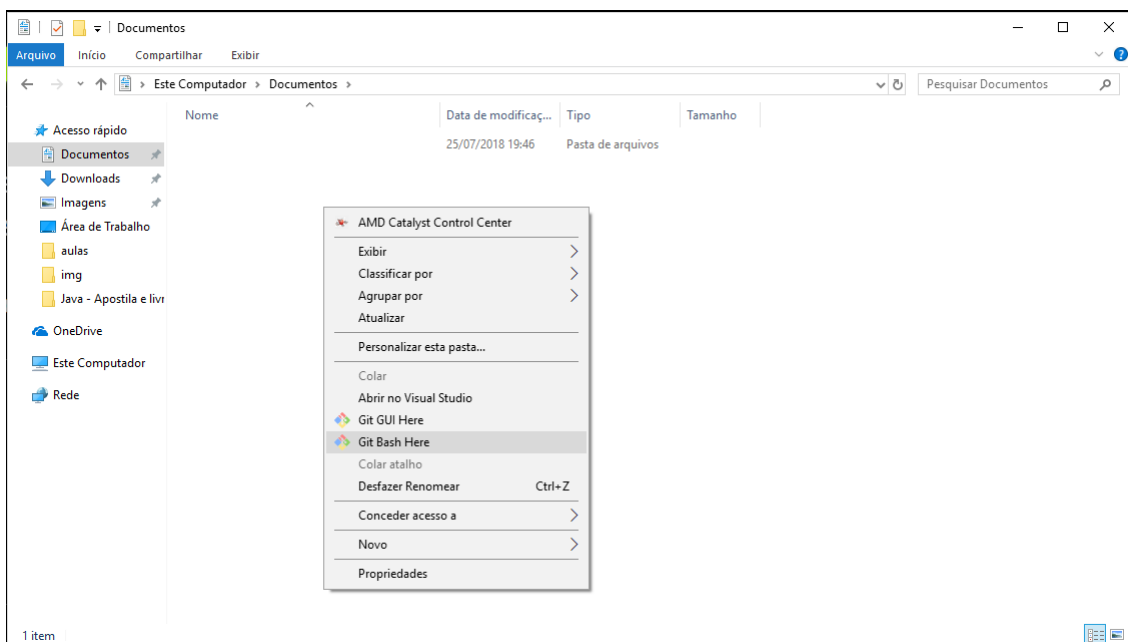 Documentos
Arquivo Início Compartilhar Exibir
Este Computador > Documentos >
Pesquisar Documentos
Nome Data de modificaç... Tipo Tamanho
25/07/2018 19:46 Pasta de arquivos
Acesso rápido
Documentos
Downloads
Imagens
Área de Trabalho
aulas
img
Java - Apostila e livr
OneDrive
Este Computador
Rede
AMD Catalyst Control Center
Exibir
Classificar por
Agrupar por
Atualizar
Personalizar esta pasta...
Colar
Abrir no Visual Studio
Git GUI Here
Git Bash Here
Colar atalho
Desfazer Renomear Ctrl+Z
Conceder acesso a
Novo
Propriedades
1 item